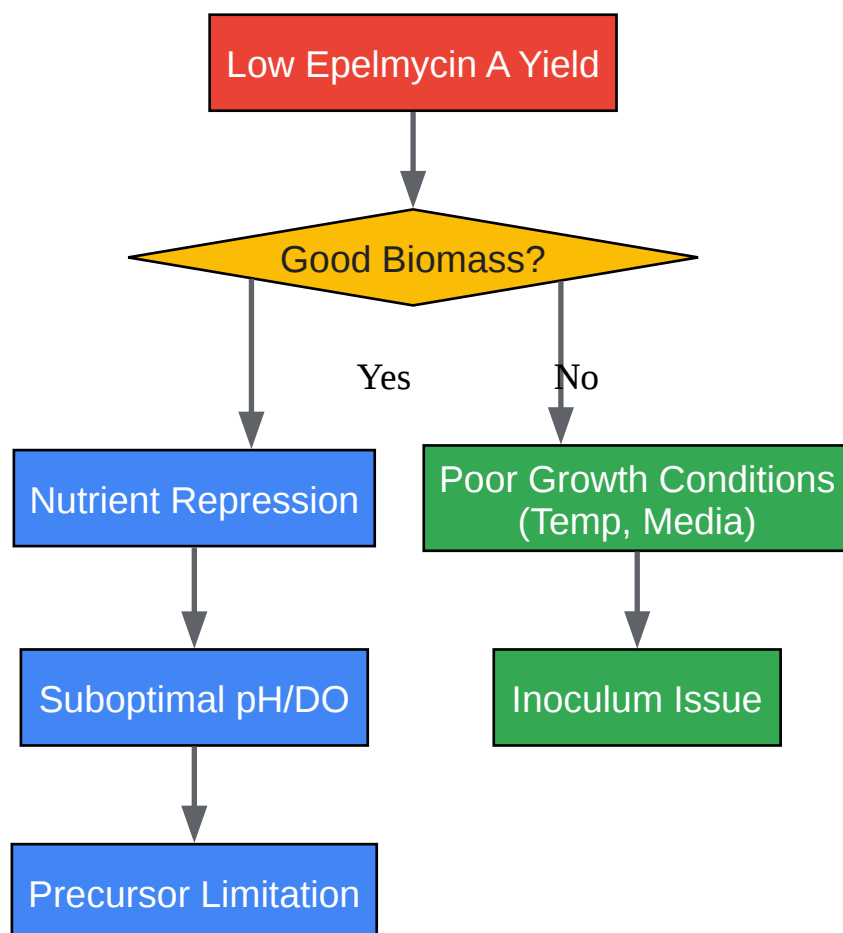 Low Epelmycin A Yield
Good Biomass?
Yes
No
Nutrient Repression
Poor Growth Conditions
(Temp, Media)
Suboptimal pH/DO
Inoculum Issue
Precursor Limitation